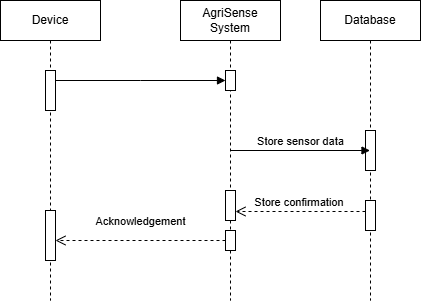 Device
AgriSense
System
Database
Store sensor data
Store confirmation
Acknowledgement